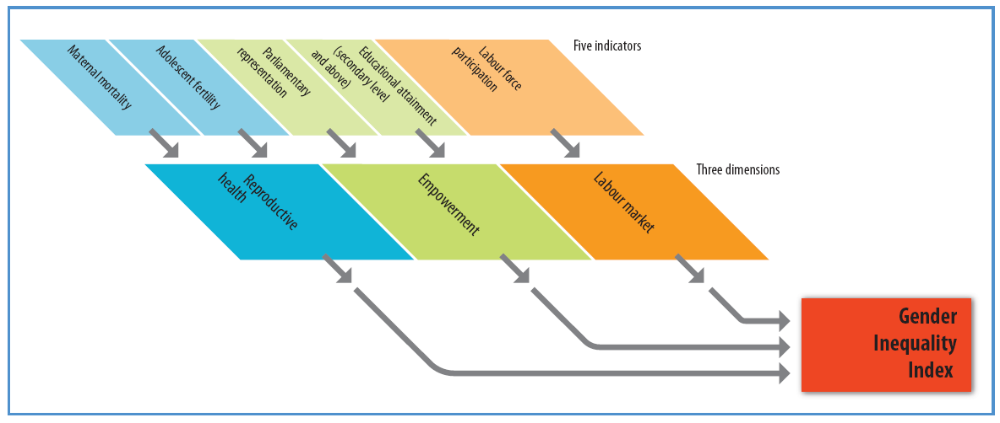 Five indicators
Maternal mortality
Adolescent fertility
Parliamentary
representation
Educational attainment
(secondary level
and above)
Labour force
participation
Three dimensions
Reproductive
health
Empowerment
Labour market
Gender
Inequality
Index